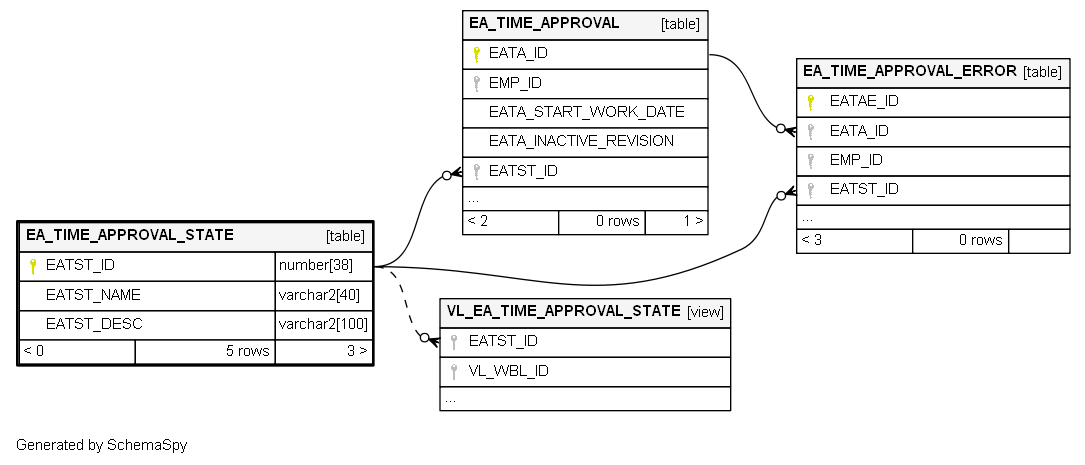 EA_TIME_APPROVAL [table]
EATA_ID
EMP_ID
EATA_START_WORK_DATE
EATA_INACTIVE_REVISION
EATST_ID
...
< 2 0 rows 1 >
EA_TIME_APPROVAL_ERROR [table]
EATAE_ID
EATA_ID
EMP_ID
EATST_ID
...
< 3 0 rows
EA_TIME_APPROVAL_STATE [table]
EATST_ID number[38]
EATST_NAME varchar2[40]
EATST_DESC varchar2[100]
< 0 5 rows 3 >
VL_EA_TIME_APPROVAL_STATE [view]
EATST_ID
VL_WBL_ID
...
Generated by SchemaSpy